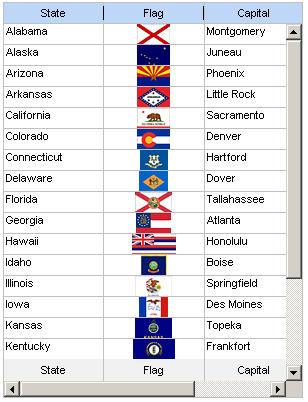 State Flag Capital
Alabama Montgomery
Alaska Juneau
Arizona Phoenix
Arkansas Little Rock
California Sacramento
Colorado Denver
Connecticut Hartford
Delaware Dover
Florida Tallahassee
Georgia Atlanta
Hawaii Honolulu
Idaho Boise
Illinois Springfield
Iowa Des Moines
Kansas Topeka
Kentucky Frankfort
State Flag Capital